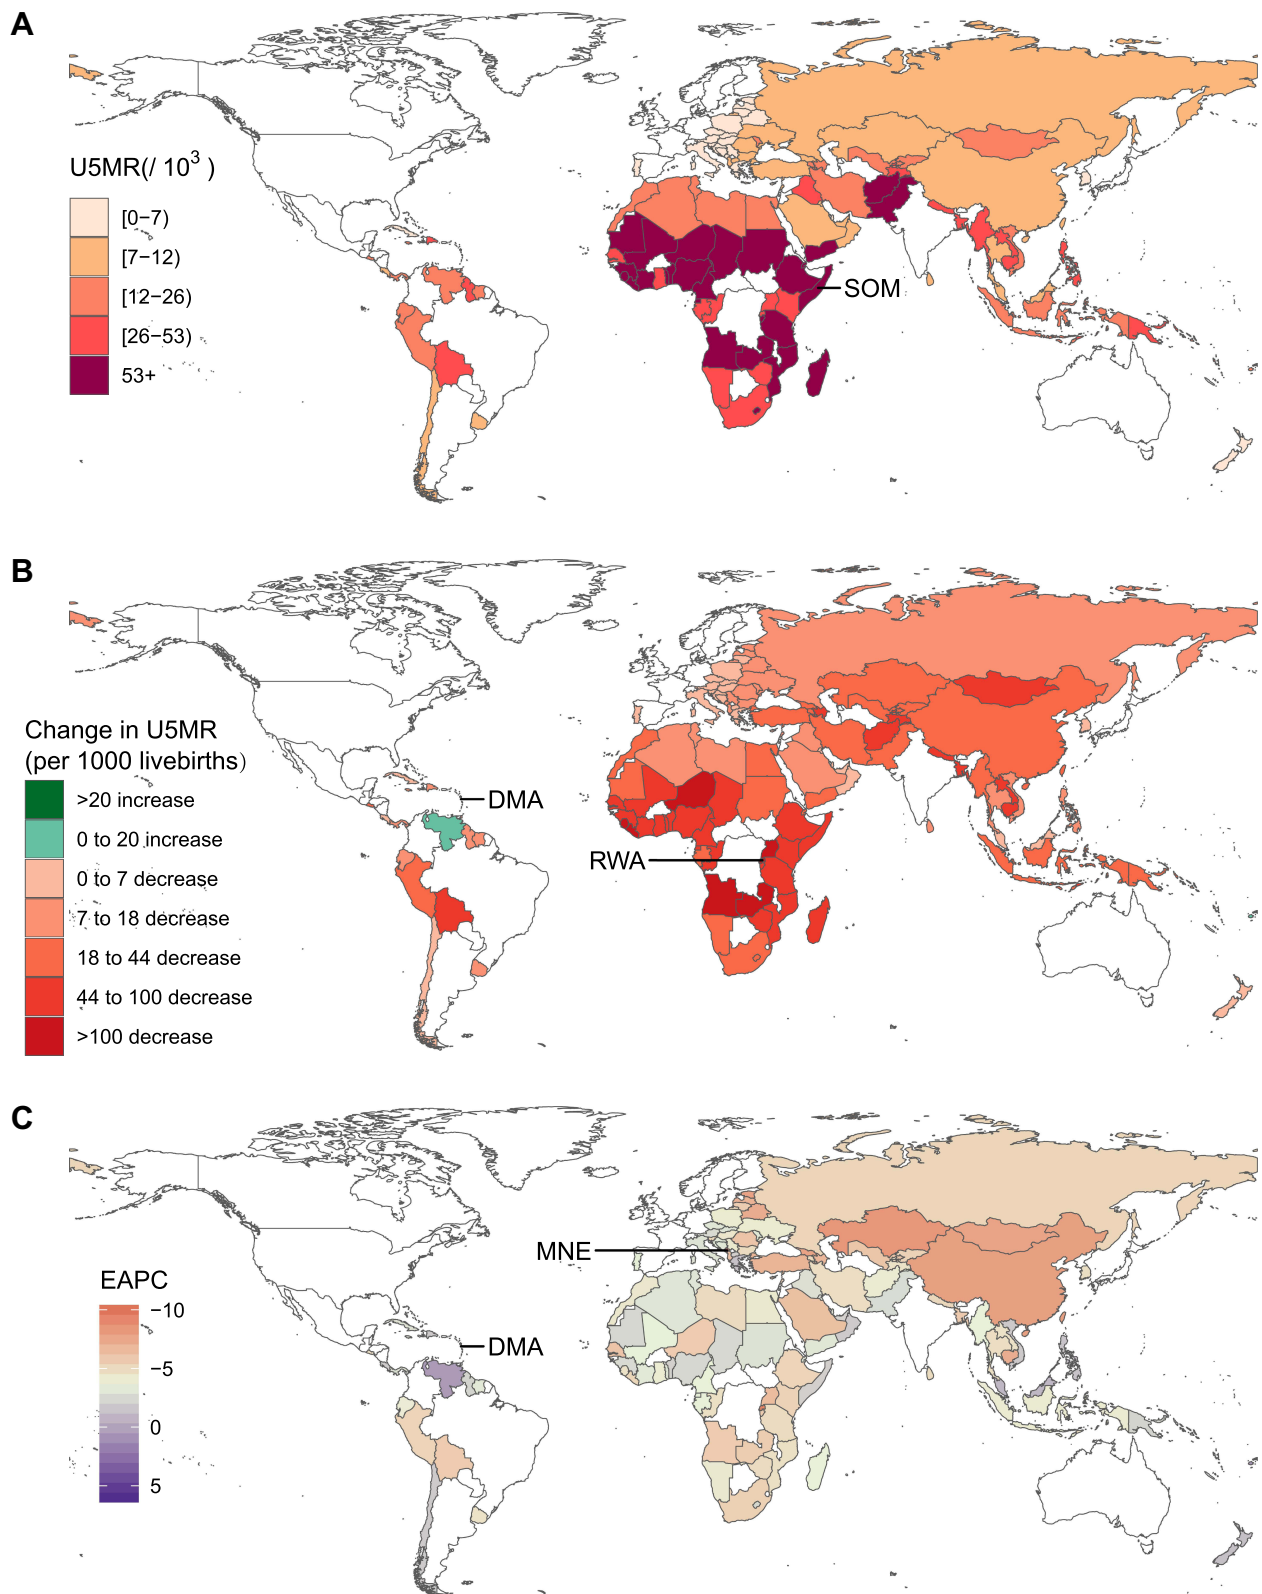 A
U5MR(/ 10³ )
[0−7)
[7−12)
[12−26)
[26−53)
53+
SOM
B
Change in U5MR
(per 1000 livebirths)
>20 increase
0 to 20 increase
0 to 7 decrease
7 to 18 decrease
18 to 44 decrease
44 to 100 decrease
>100 decrease
DMA
RWA
C
MNE
EAPC
−10
−5
0
5
DMA